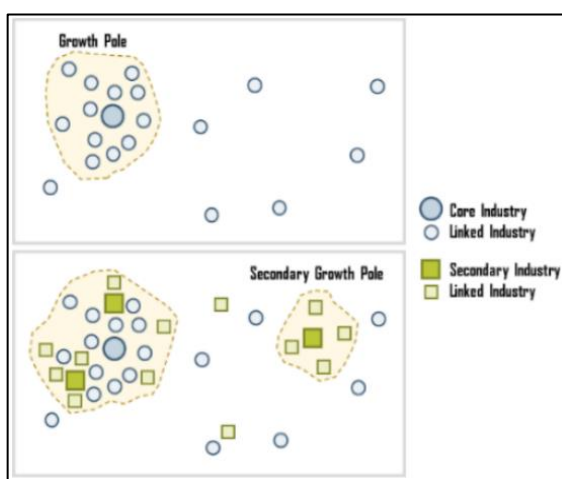 Growth Pole
Core Industry
Linked Industry
Secondary Growth Pole
Secondary Industry
Linked Industry